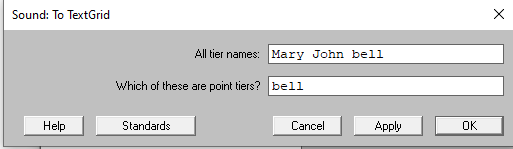 Sound: To TextGrid
All tier names: Mary John bell
Which of these are point tiers? bell
Help Standards Cancel Apply OK